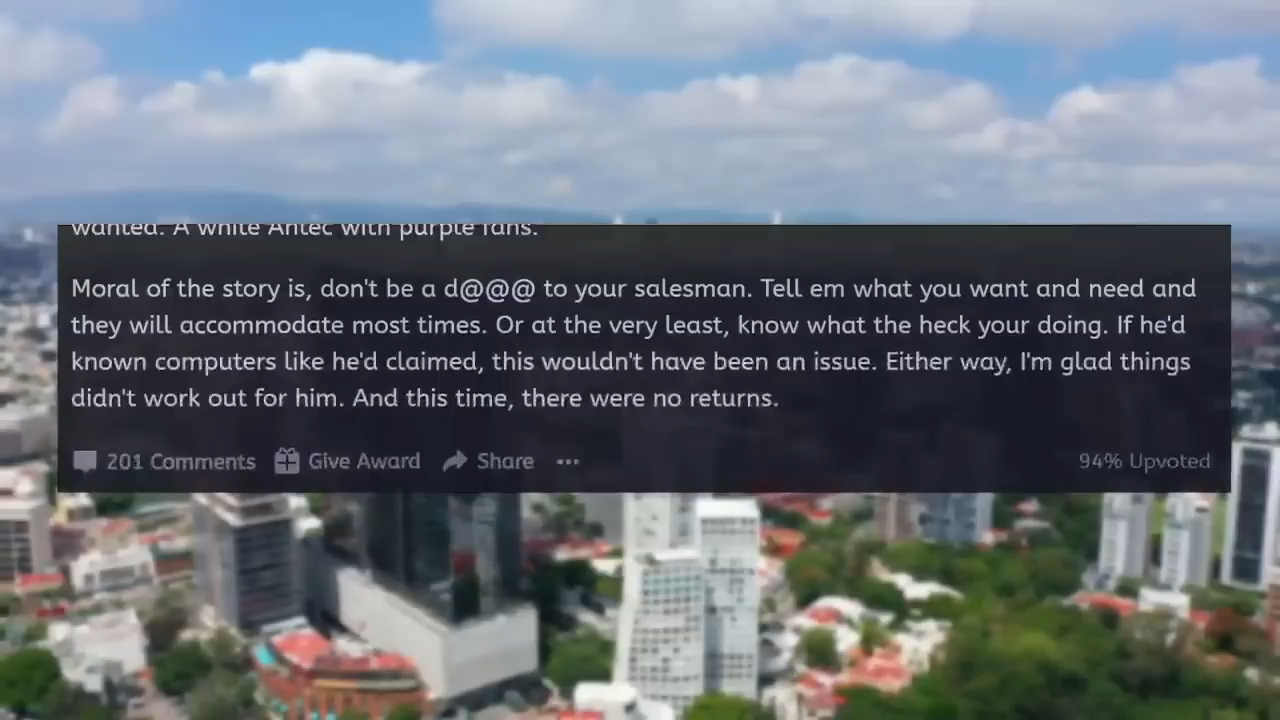 wanted. A white Antec with purple fans.
Moral of the story is, don't be a d@@@ to your salesman. Tell em what you want and need and
they will accommodate most times. Or at the very least, know what the heck your doing. If he'd
known computers like he'd claimed, this wouldn't have been an issue. Either way, I'm glad things
didn't work out for him. And this time, there were no returns.
201 Comments Give Award Share ••• 94% Upvoted